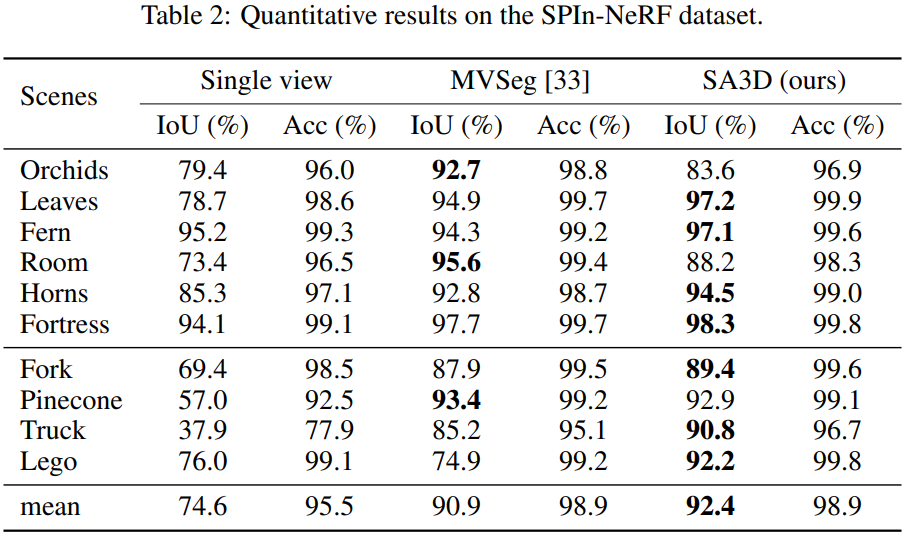 Table 2: Quantitative results on the SPIn-NeRF dataset.
Scenes Single view MVSeg [33] SA3D (ours)
IoU (%) Acc (%) IoU (%) Acc (%) IoU (%) Acc (%)
Orchids 79.4 96.0 92.7 98.8 83.6 96.9
Leaves 78.7 98.6 94.9 99.7 97.2 99.9
Fern 95.2 99.3 94.3 99.2 97.1 99.6
Room 73.4 96.5 95.6 99.4 88.2 98.3
Horns 85.3 97.1 92.8 98.7 94.5 99.0
Fortress 94.1 99.1 97.7 99.7 98.3 99.8
Fork 69.4 98.5 87.9 99.5 89.4 99.6
Pinecone 57.0 92.5 93.4 99.2 92.9 99.1
Truck 37.9 77.9 85.2 95.1 90.8 96.7
Lego 76.0 99.1 74.9 99.2 92.2 99.8
mean 74.6 95.5 90.9 98.9 92.4 98.9